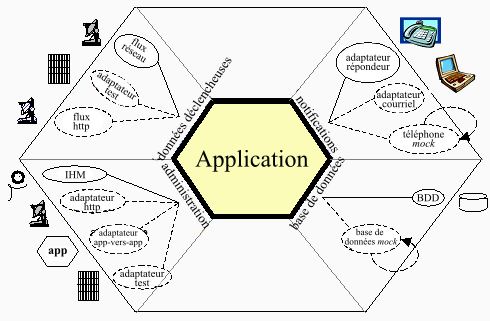 flux
réseau
adaptateur
test
flux
http
données déclencheuses
adaptateur
répondeur
adaptateur
courriel
téléphone
mock
notifications
Application
IHM
adaptateur
http
adaptateur
app-vers-app
adaptateur
test
administration
app
BDD
base de
données mock
base de données